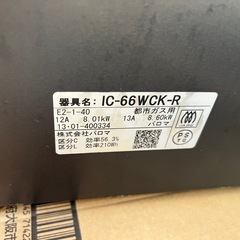 器具名: IC-66WCK-R
E2-1-40 都市ガス用
12A 8.01kW 13A 8.60kW
13·01-400334 パロマ
株式会社パロマ
区分C 効率56.3%
区分L 効率210Wh
PS
TG